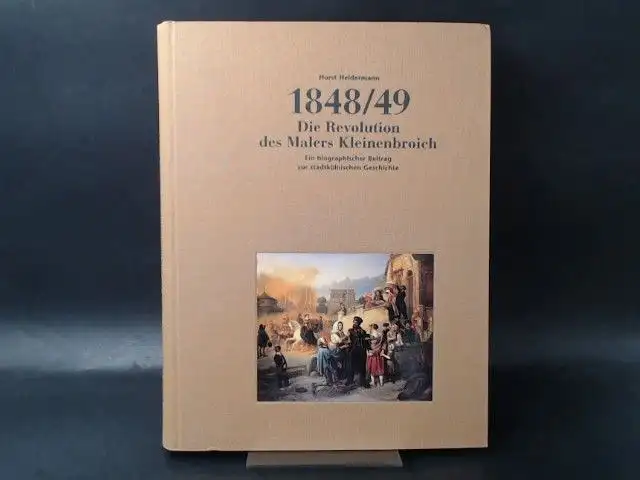 Horst Heidermann
1848/49
Die Revolution
des Malers Kleinenbroich
Ein biographischer Beitrag
zur stadtkölnischen Geschichte